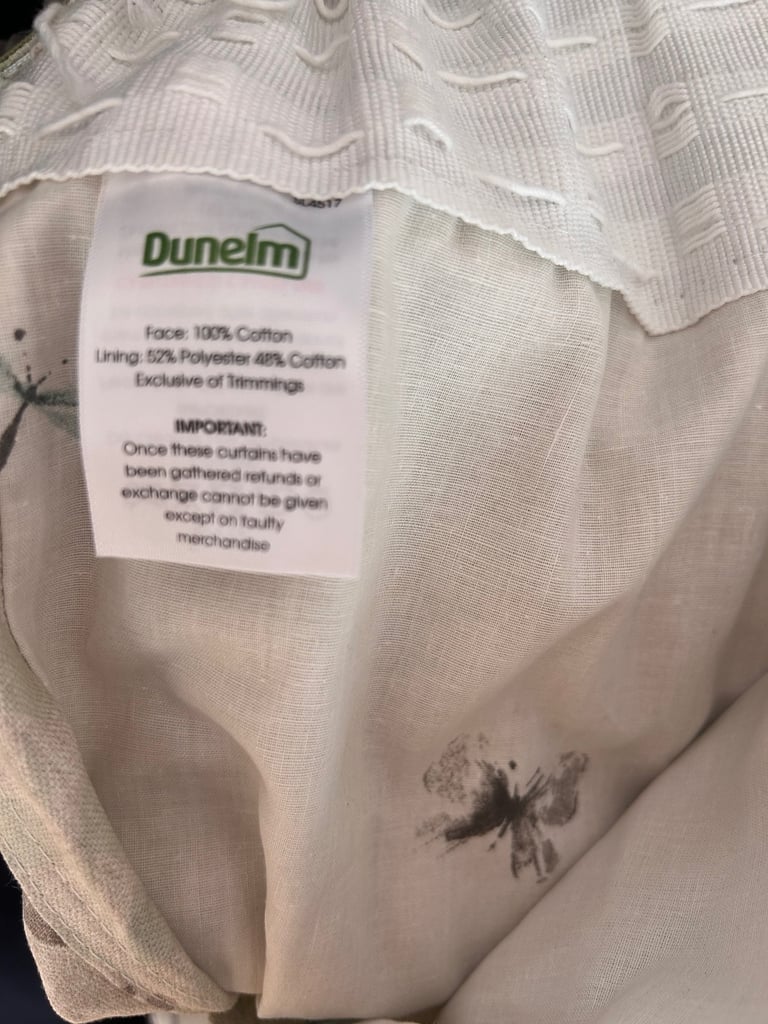 Dunelm
Face: 100% Cotton
Lining: 52% Polyester 48% Cotton
Exclusive of Trimmings
IMPORTANT:
Once these curtains have
been gathered refunds or
exchange cannot be given
except on faulty
merchandise